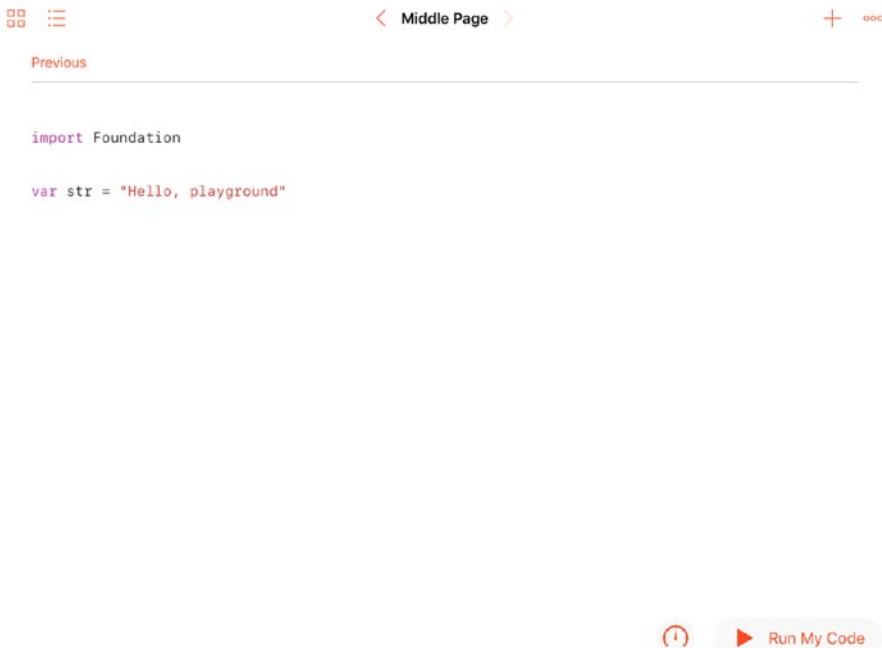 Middle Page
Previous
import Foundation
var str = "Hello, playground"
Run My Code